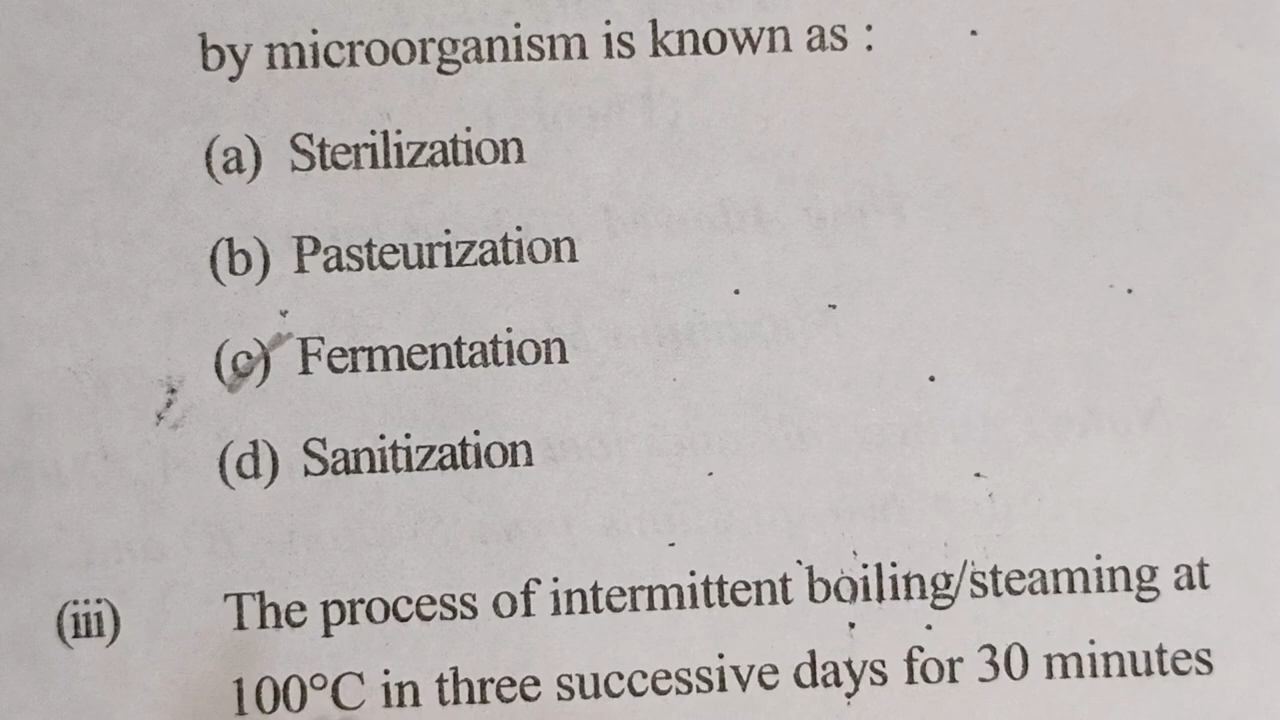 by microorganism is known as :
(a) Sterilization
(b) Pasteurization
(c) Fermentation
(d) Sanitization
(iii) The process of intermittent boiling/steaming at
100°C in three successive days for 30 minutes